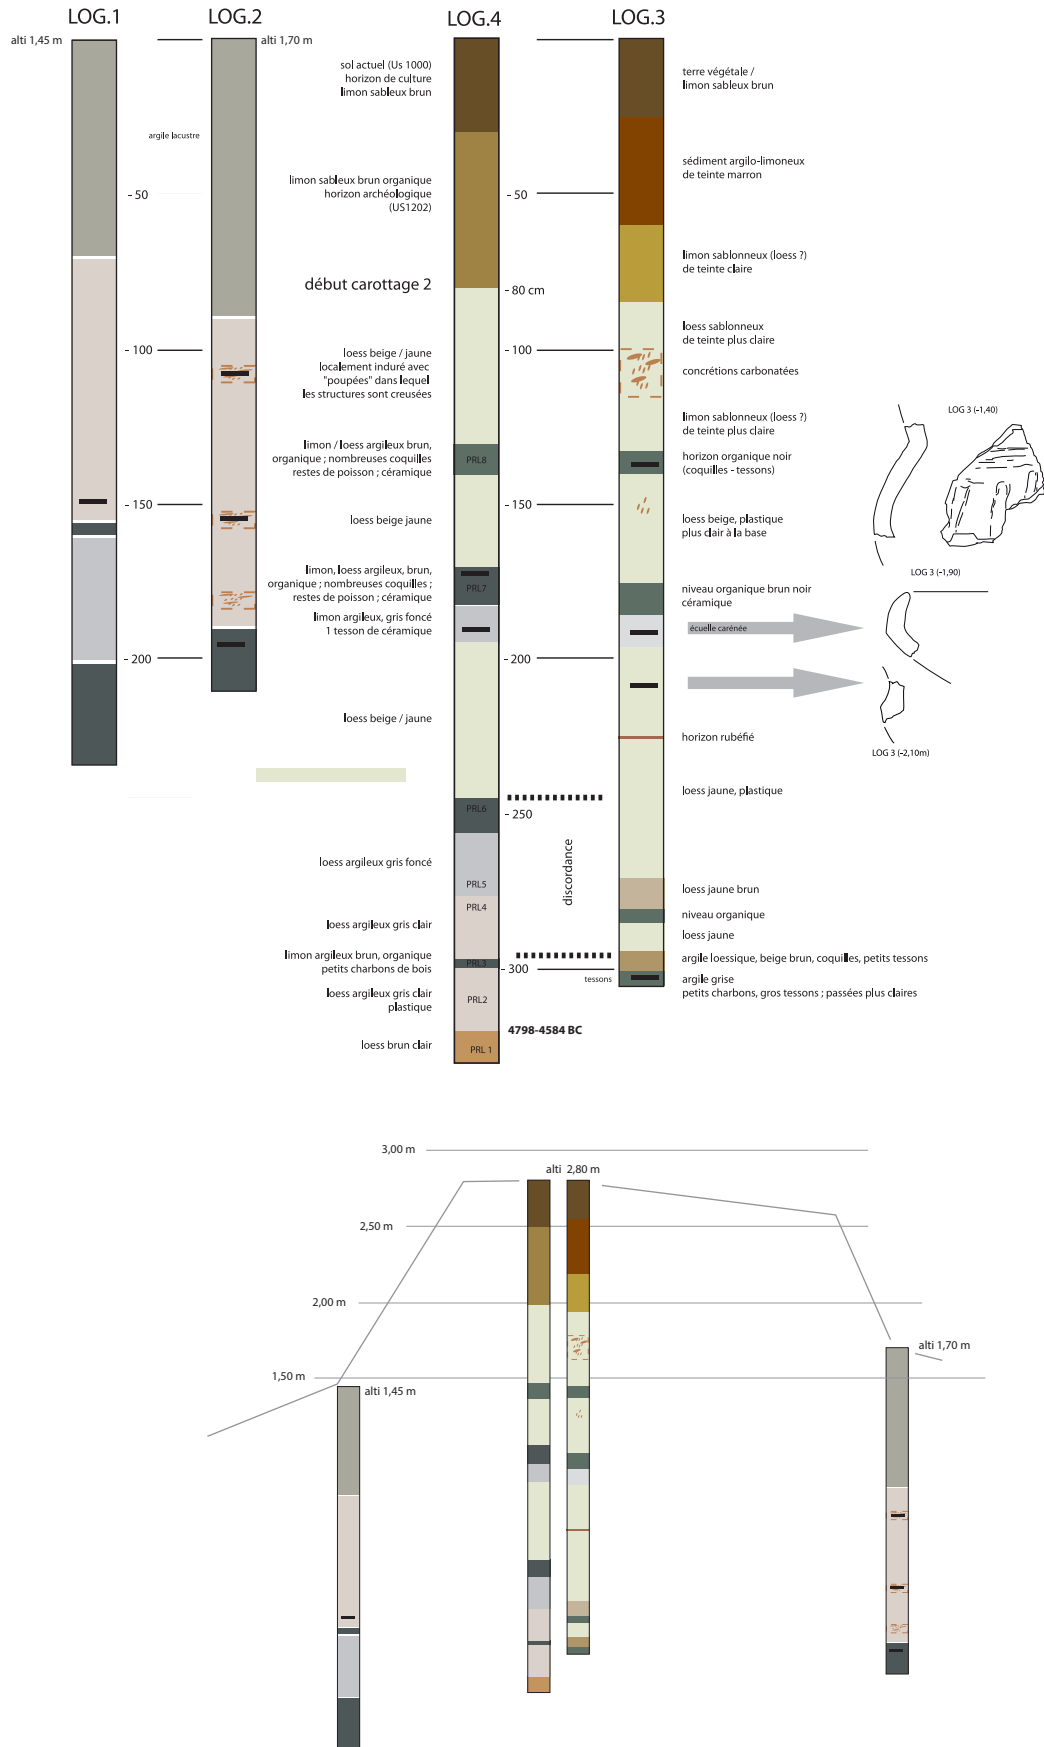 LOG.1
LOG.2
LOG.4
LOG.3
alti 1,45 m
alti 1,70 m
argile lacustre
- 50
- 100
- 150
- 200
sol actuel (Us 1000)
horizon de culture
limon sableux brun
limon sableux brun organique
horizon archéologique
(US1202)
début carottage 2
loess beige / jaune
localement induré avec
"poupées" dans lequel
les structures sont creusées
limon / loess argileux brun,
organique ; nombreuses coquilles
restes de poisson ; céramique
loess beige jaune
limon, loess argileux, brun,
organique ; nombreuses coquilles ;
restes de poisson ; céramique
limon argileux, gris foncé
1 tesson de céramique
loess beige / jaune
loess argileux gris foncé
loess argileux gris clair
limon argileux brun, organique
petits charbons de bois
loess argileux gris clair
plastique
loess brun clair
PRL8
PRL7
PRL6
PRL5
PRL4
PRL3
PRL2
PRL 1
- 50
- 80 cm
- 100
- 150
- 200
- 250
- 300
discordance
tessons
4798-4584 BC
terre végétale /
limon sableux brun
sédiment argilo-limoneux
de teinte marron
limon sablonneux (loess ?)
de teinte claire
loess sablonneux
de teinte plus claire
concrétions carbonatées
limon sablonneux (loess ?)
de teinte plus claire
horizon organique noir
(coquilles - tessons)
loess beige, plastique
plus clair à la base
niveau organique brun noir
céramique
écuelle carénée
horizon rubéfié
loess jaune, plastique
loess jaune brun
niveau organique
loess jaune
argile loessique, beige brun, coquilles, petits tessons
argile grise
petits charbons, gros tessons ; passées plus claires
LOG 3 (-1,40)
LOG 3 (-1,90)
LOG 3 (-2,10m)
3,00 m
alti 2,80 m
2,50 m
2,00 m
1,50 m
alti 1,45 m
alti 1,70 m